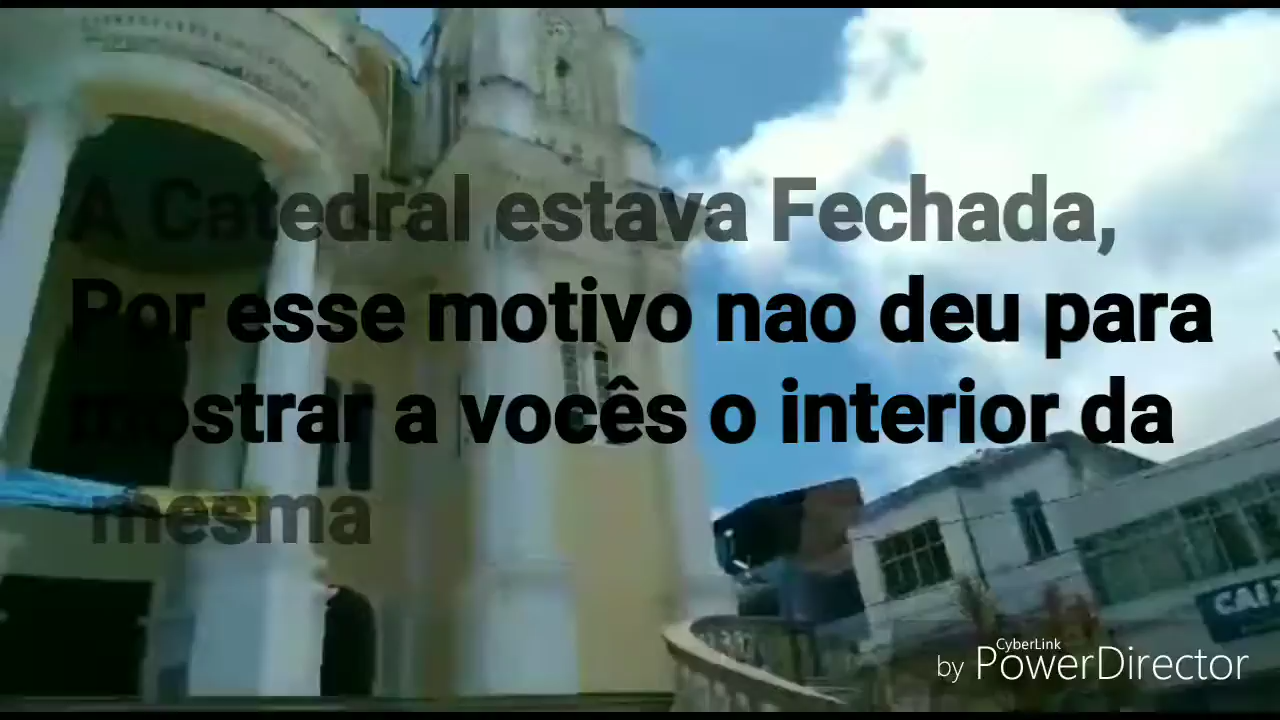 A Catedral estava Fechada,
Por esse motivo nao deu para
mostrar a vocês o interior da
mesma
CyberLink
by PowerDirector